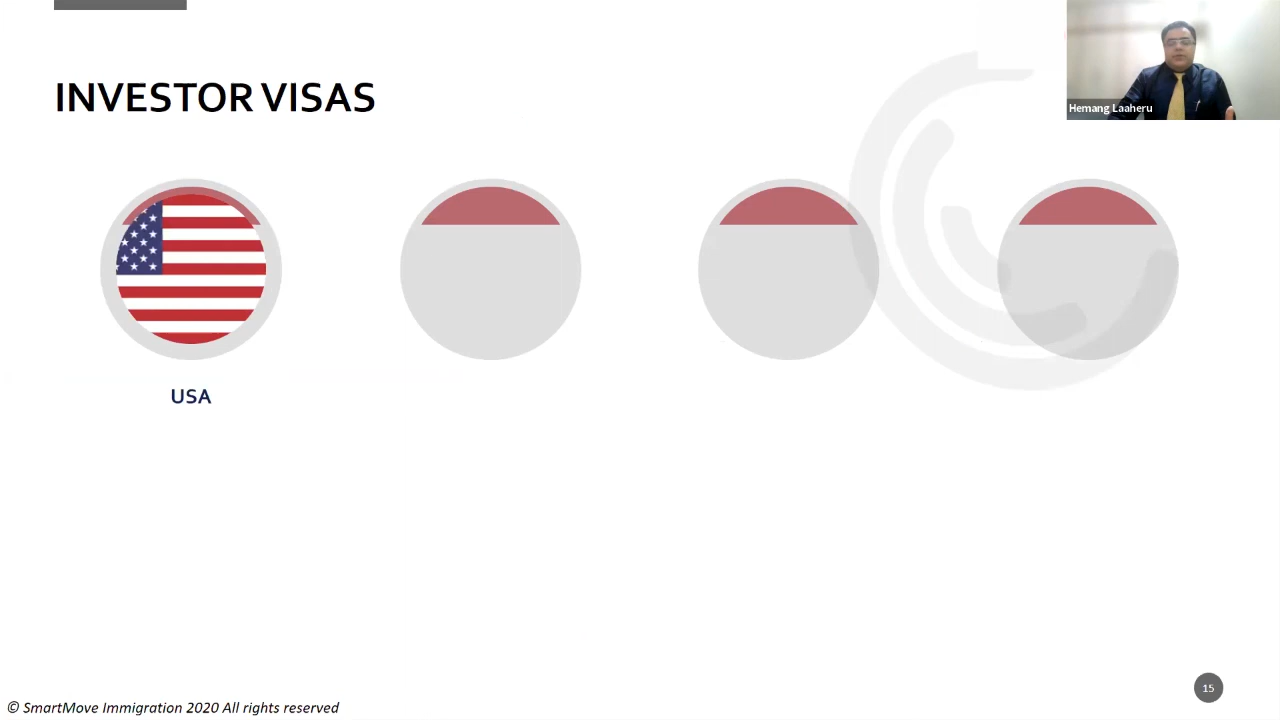 INVESTOR VISAS
Hemang Laaheru
USA
15
© SmartMove Immigration 2020 All rights reserved